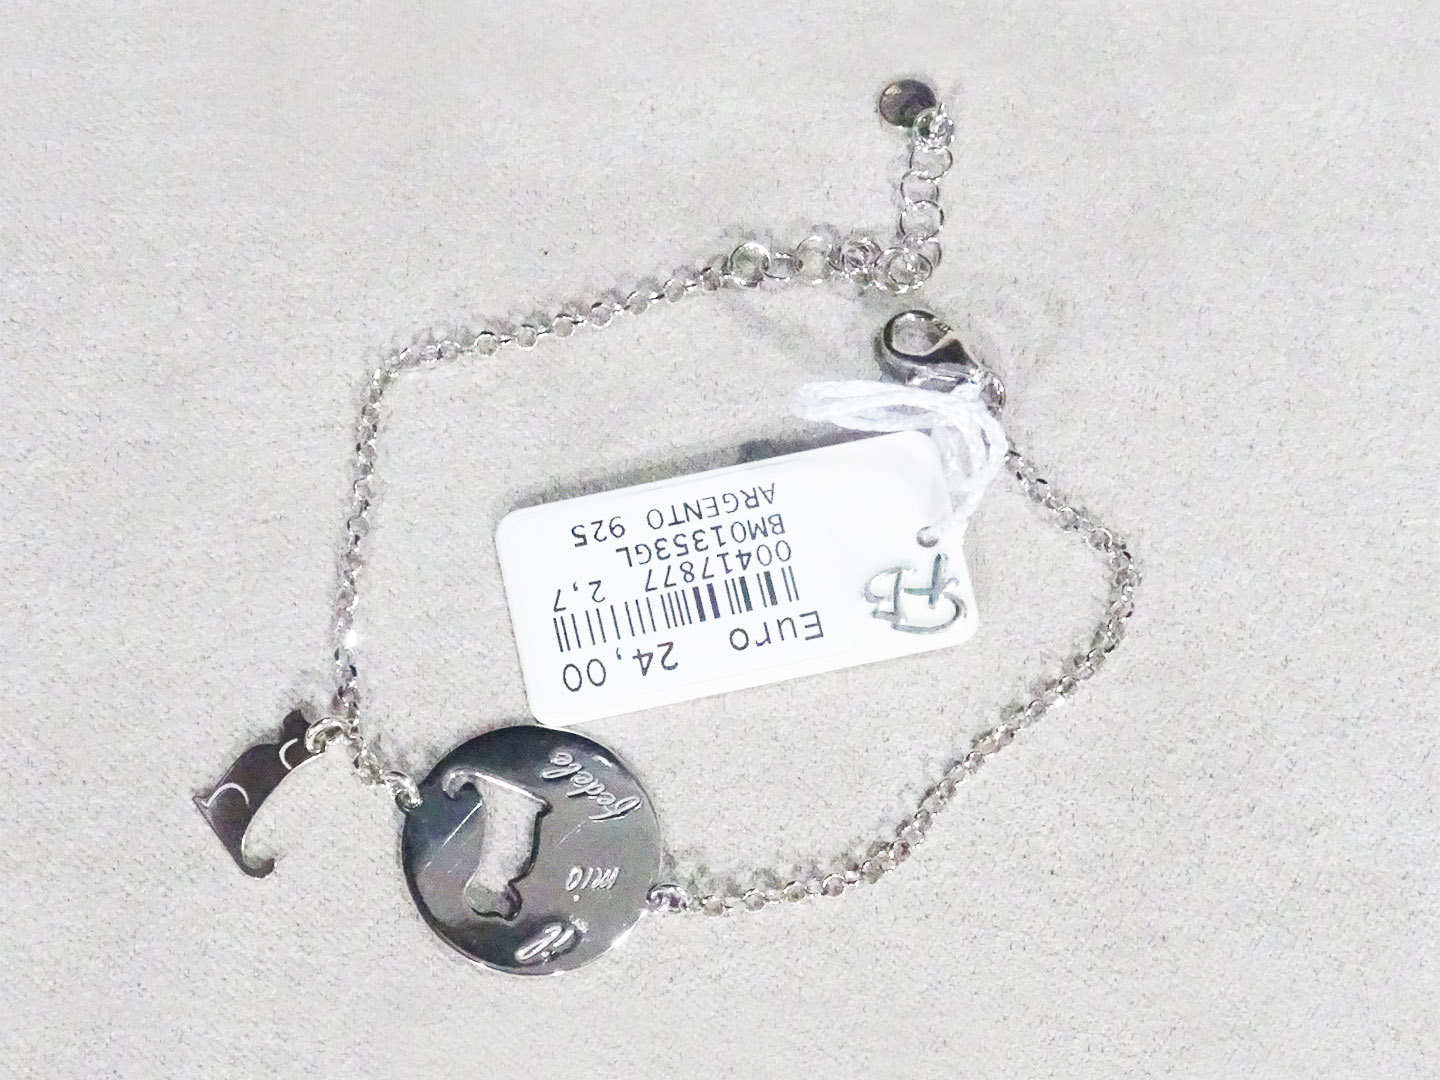 Euro 24,00
00417877 2,7
BM01353GL
ARGENTO 925
il mio fedele